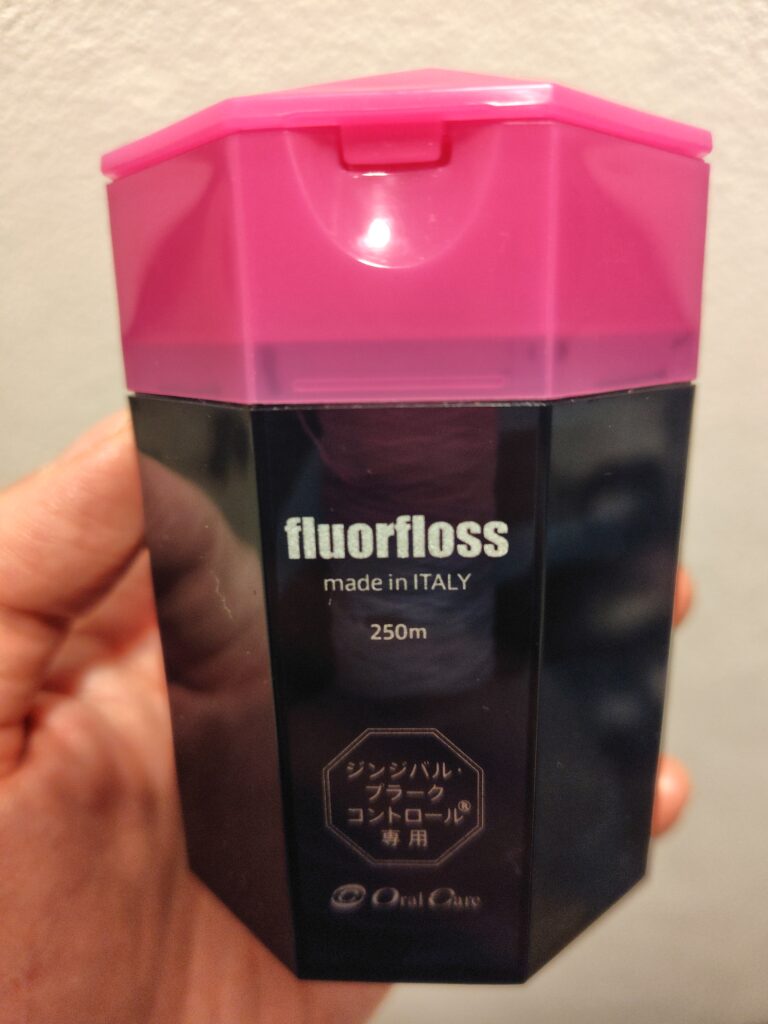 fluorfloss
made in ITALY
250m
ジンジバル・
プラーク
コントロール®
専用
Oral Care